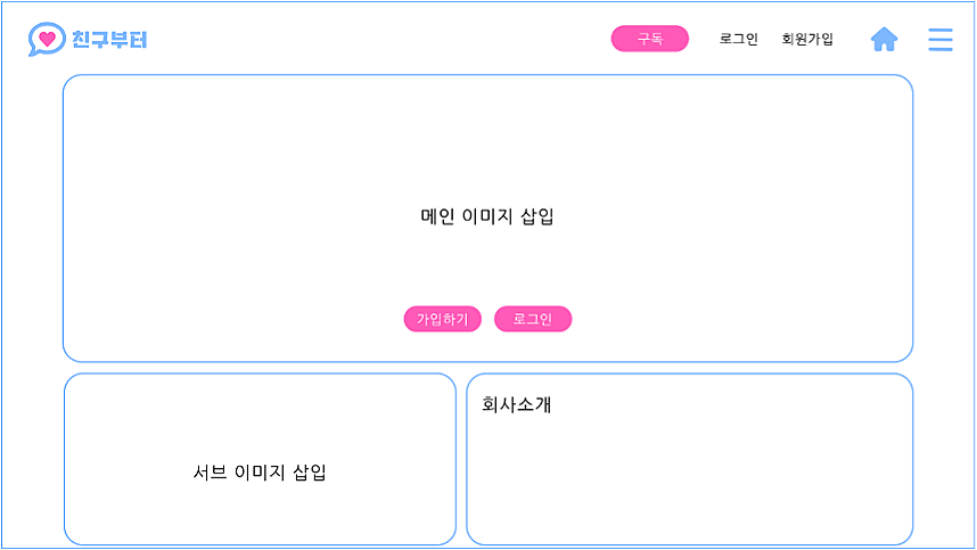 친구부터
구독 로그인 회원가입
메인 이미지 삽입
가입하기 로그인
서브 이미지 삽입
회사소개